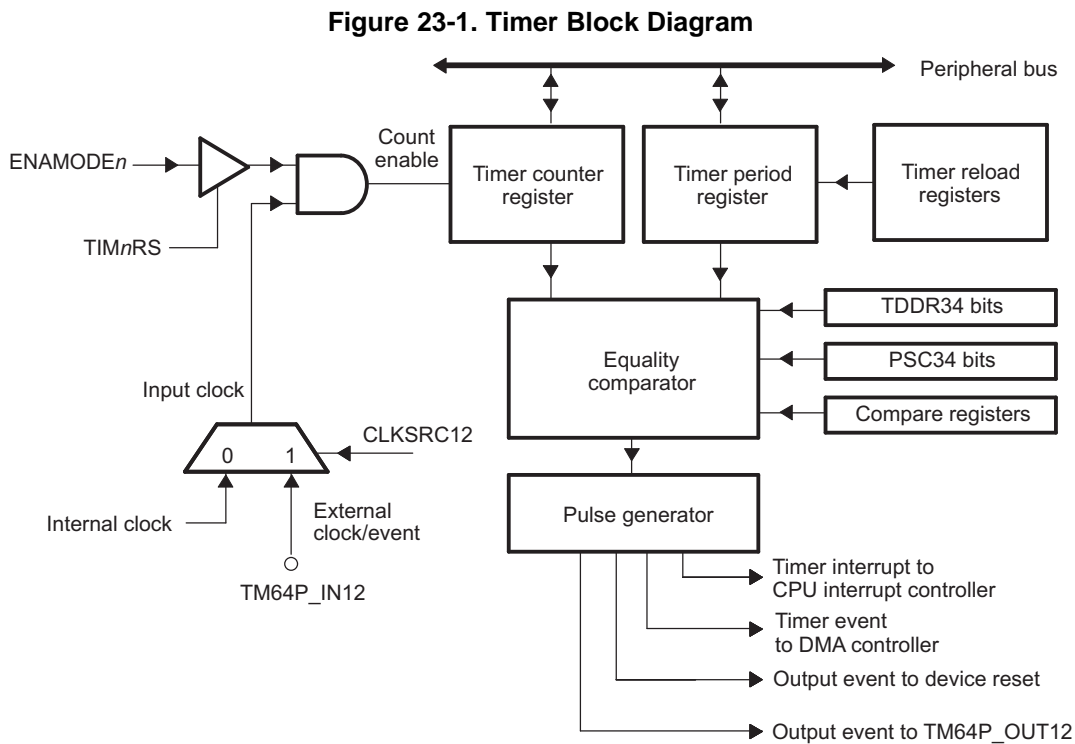 Figure 23-1. Timer Block Diagram
Peripheral bus
ENAMODEn
Count
enable
Timer counter
register
Timer period
register
Timer reload
registers
TIMnRS
TDDR34 bits
Equality
comparator
PSC34 bits
Input clock
Compare registers
CLKSRC12
0 1
Internal clock
External
clock/event
Pulse generator
TM64P_IN12
Timer interrupt to
CPU interrupt controller
Timer event
to DMA controller
Output event to device reset
Output event to TM64P_OUT12